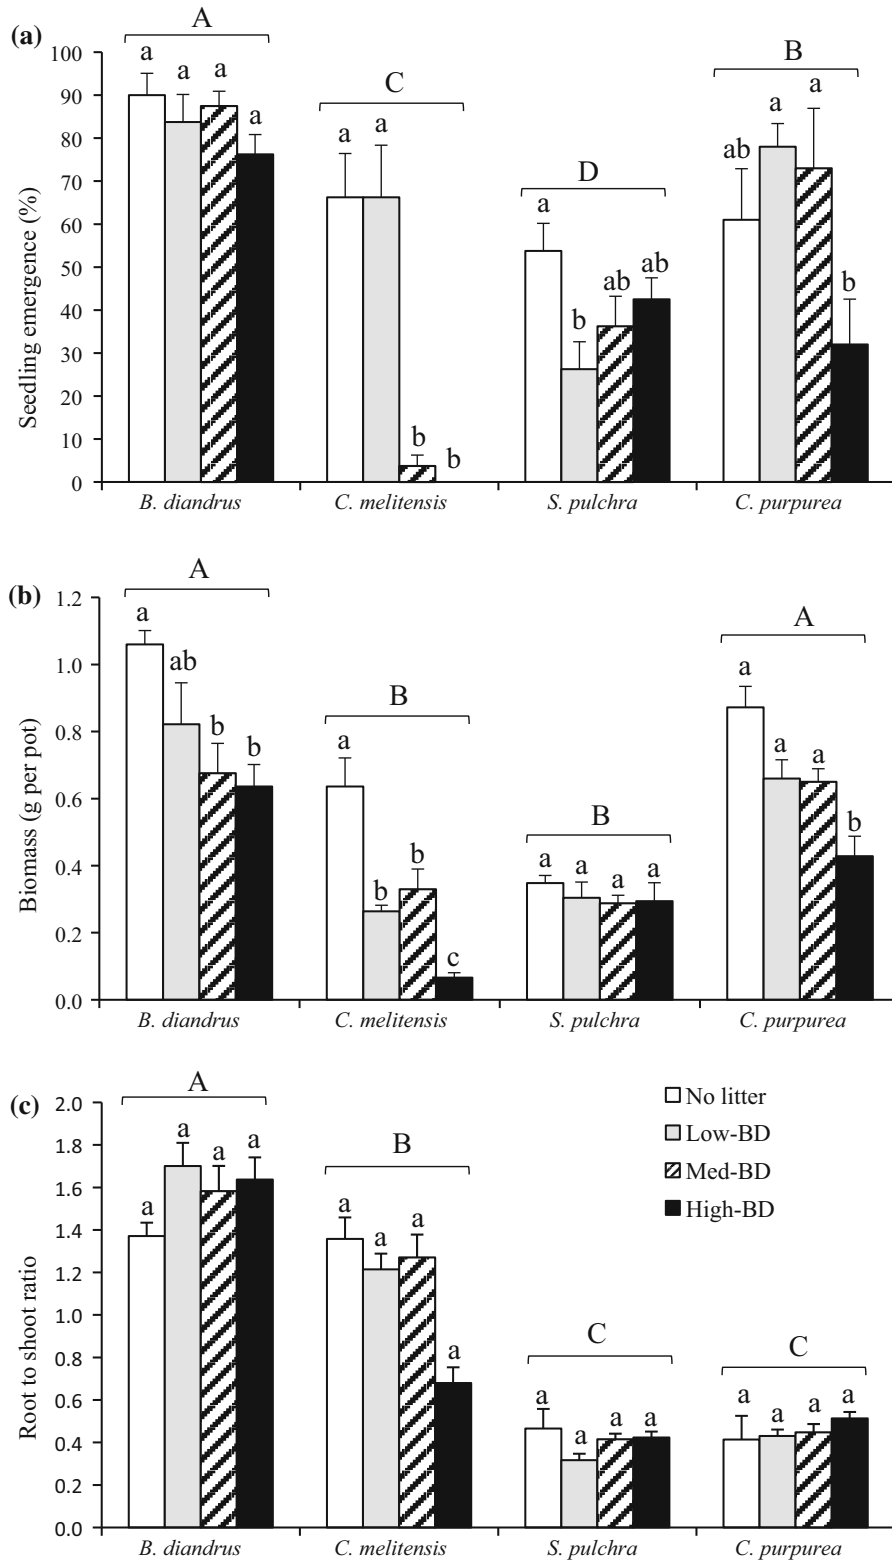 (a)
A
B
C
D
a a a a
a a b b
a b ab ab
ab a a b
100
90
80
70
60
50
40
30
20
10
0
Seedling emergence (%)
B. diandrus C. melitensis S. pulchra C. purpurea
(b)
A
A
B
B
a ab b b
a b b c
a a a a
a a a b
1.2
1.0
0.8
0.6
0.4
0.2
0.0
Biomass (g per pot)
B. diandrus C. melitensis S. pulchra C. purpurea
(c)
A
B
C
C
No litter
Low-BD
Med-BD
High-BD
a a a a
a a a a
a a a a
a a a a
2.0
1.8
1.6
1.4
1.2
1.0
0.8
0.6
0.4
0.2
0.0
Root to shoot ratio
B. diandrus C. melitensis S. pulchra C. purpurea